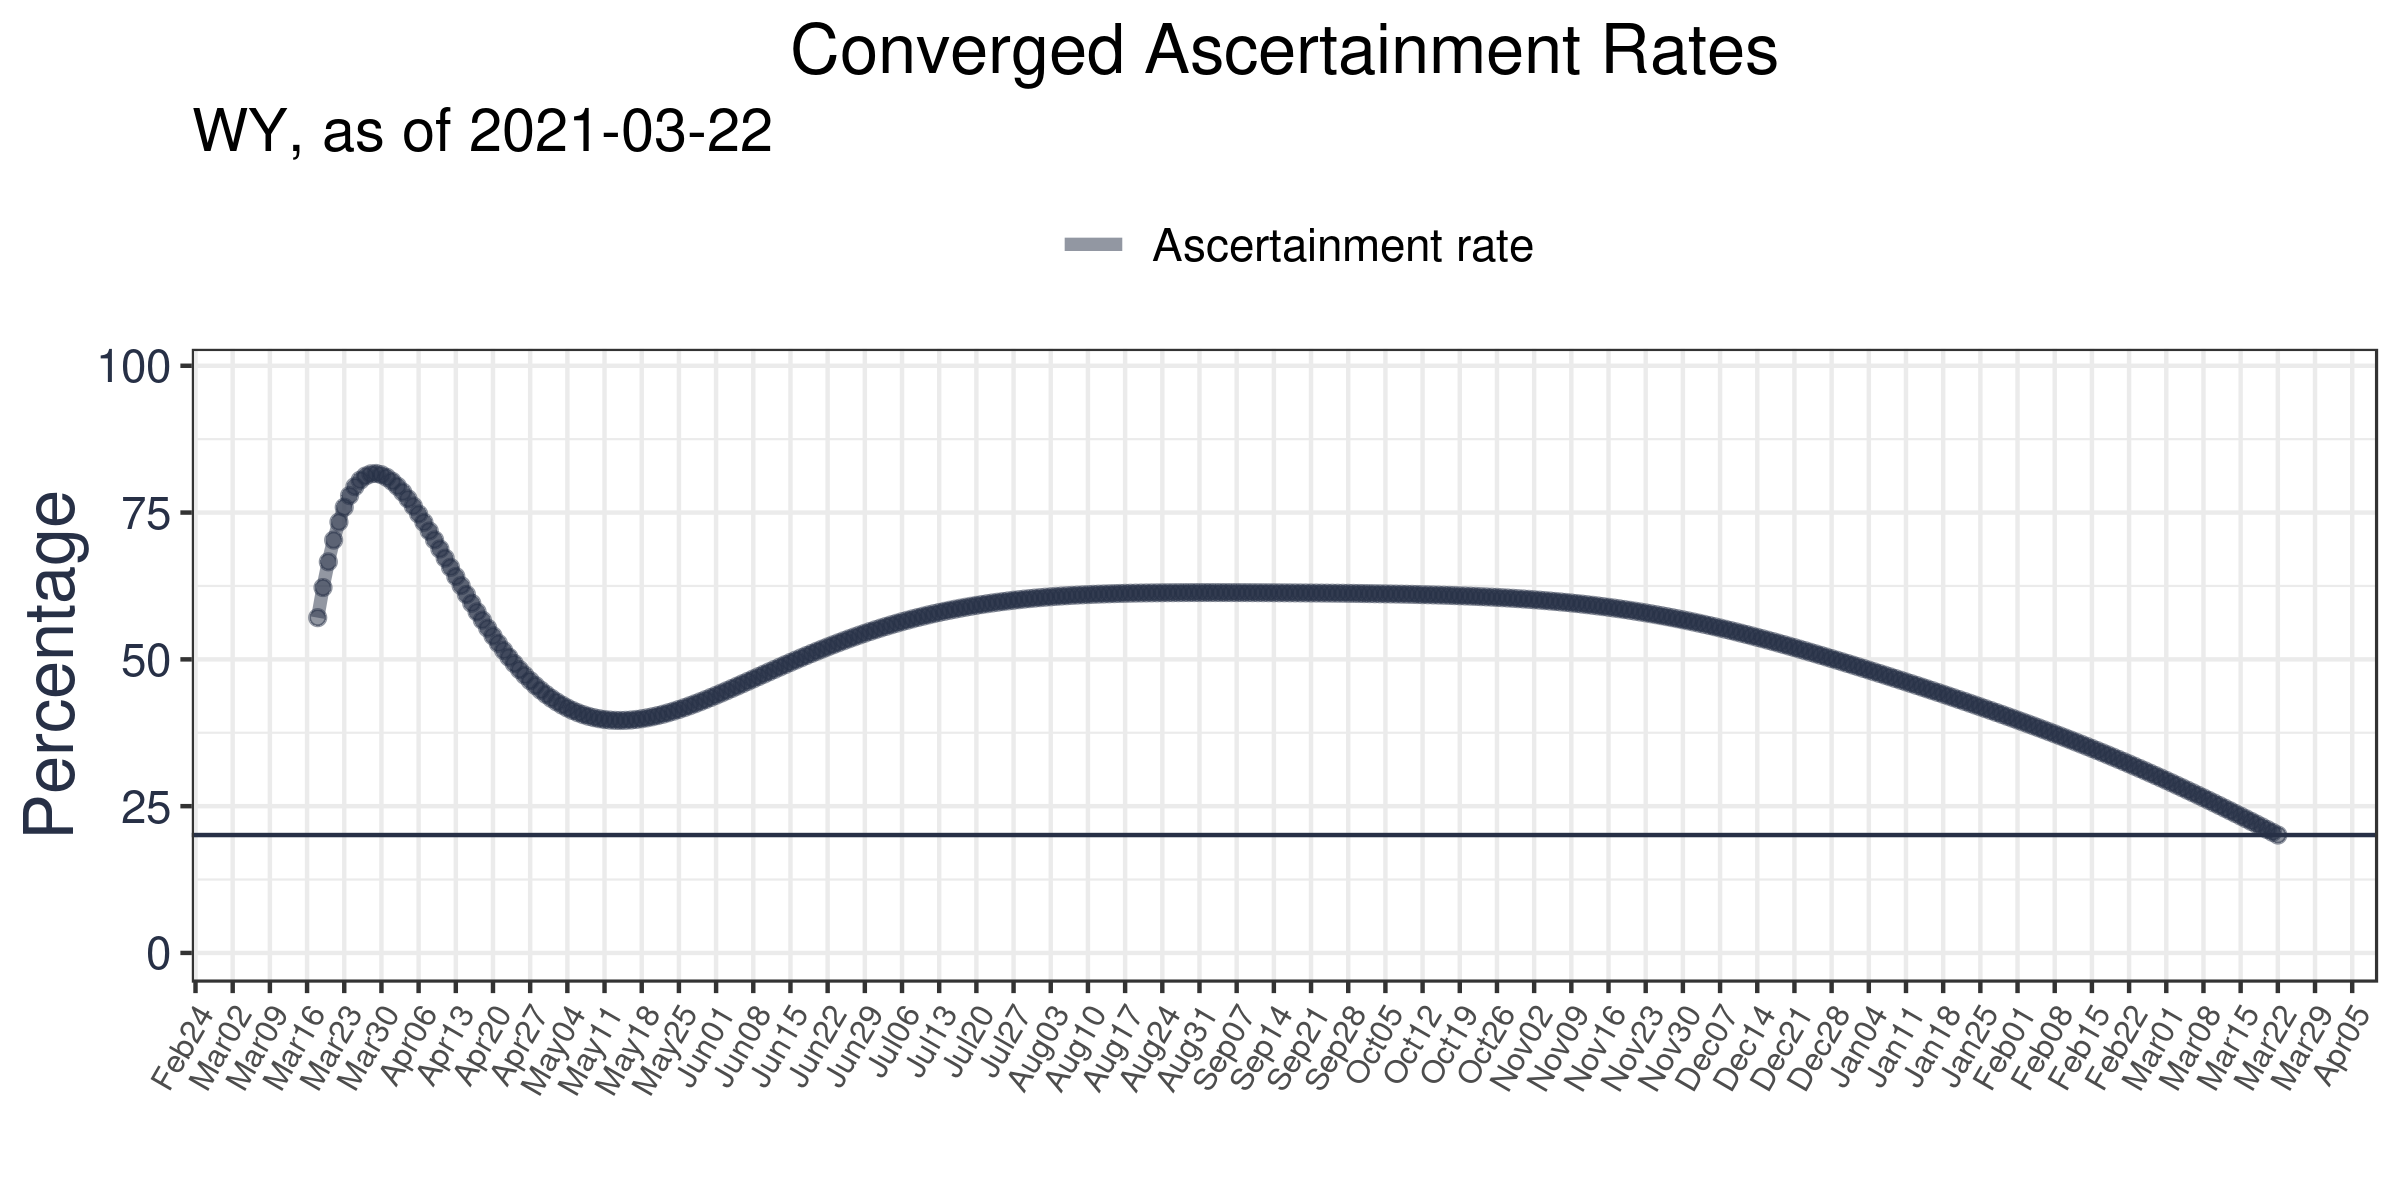 Converged Ascertainment Rates
WY, as of 2021-03-22
Ascertainment rate
Percentage
100
75
50
25
0
Feb24 Mar02 Mar09 Mar16 Mar23 Mar30 Apr06 Apr13 Apr20 Apr27 May04 May11 May18 May25 Jun01 Jun08 Jun15 Jun22 Jun29 Jul06 Jul13 Jul20 Jul27 Aug03 Aug10 Aug17 Aug24 Aug31 Sep07 Sep14 Sep21 Sep28 Oct05 Oct12 Oct19 Oct26 Nov02 Nov09 Nov16 Nov23 Nov30 Dec07 Dec14 Dec21 Dec28 Jan04 Jan11 Jan18 Jan25 Feb01 Feb08 Feb15 Feb22 Mar01 Mar08 Mar15 Mar22 Mar29 Apr05